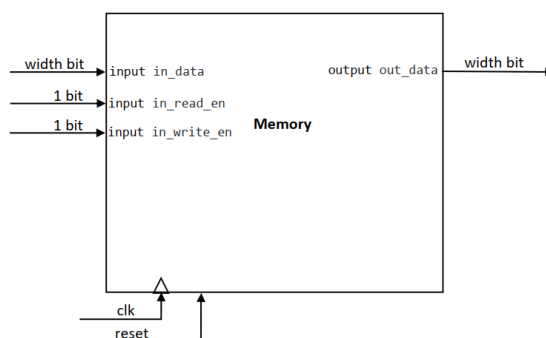 width bit
input in_data
output out_data
width bit
1 bit
input in_read_en
1 bit
input in_write_en
Memory
clk
reset